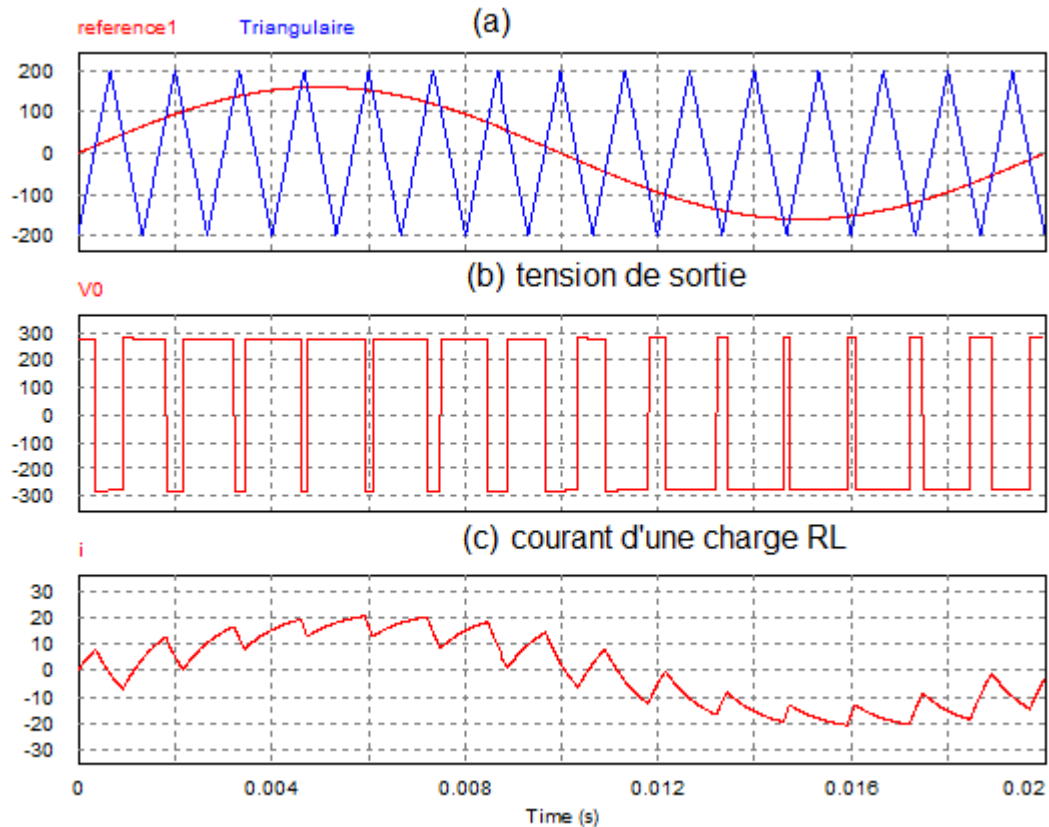 reference1 Triangulaire (a)
200
100
0
-100
-200
(b) tension de sortie
V0
300
200
100
0
-100
-200
-300
(c) courant d'une charge RL
i
30
20
10
0
-10
-20
-30
0 0.004 0.008 0.012 0.016 0.02
Time (s)